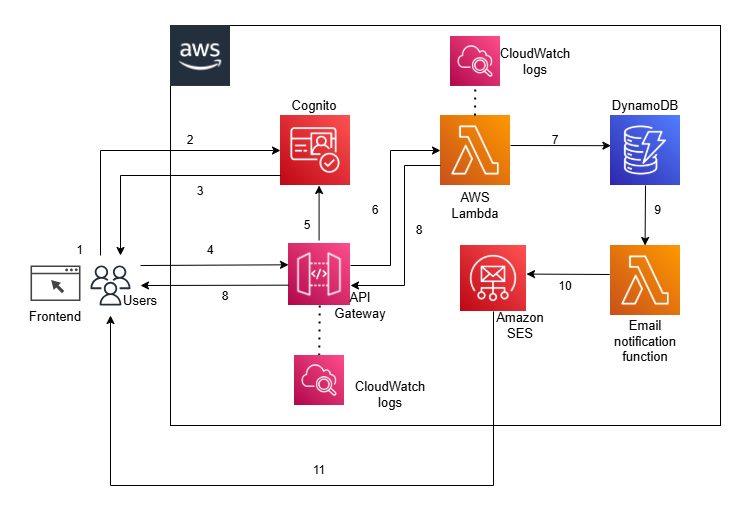 aws
CloudWatch
logs
Cognito
DynamoDB
2
7
3
AWS
Lambda
6
5
8
9
1
4
10
Users
8
API
Gateway
Frontend
Amazon
SES
Email
notification
function
CloudWatch
logs
11